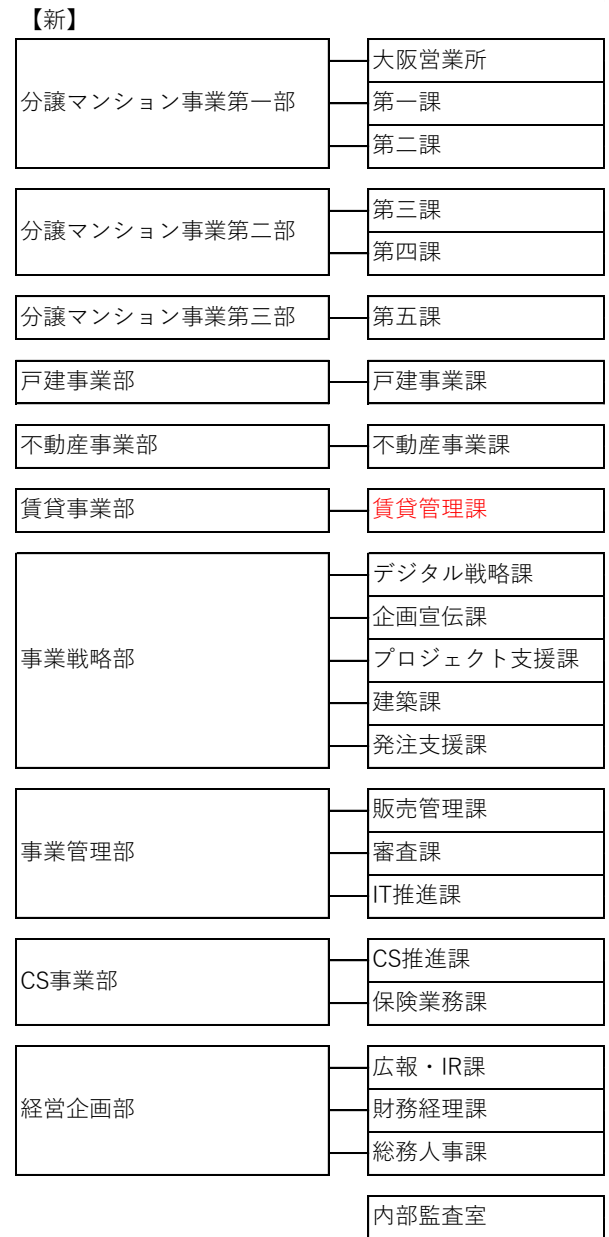 【新】
分譲マンション事業第一部
大阪営業所
第一課
第二課
分譲マンション事業第二部
第三課
第四課
分譲マンション事業第三部
第五課
戸建事業部
戸建事業課
不動産事業部
不動産事業課
賃貸事業部
賃貸管理課
事業戦略部
デジタル戦略課
企画宣伝課
プロジェクト支援課
建築課
発注支援課
事業管理部
販売管理課
審査課
IT推進課
CS事業部
CS推進課
保険業務課
経営企画部
広報・IR課
財務経理課
総務人事課
内部監査室